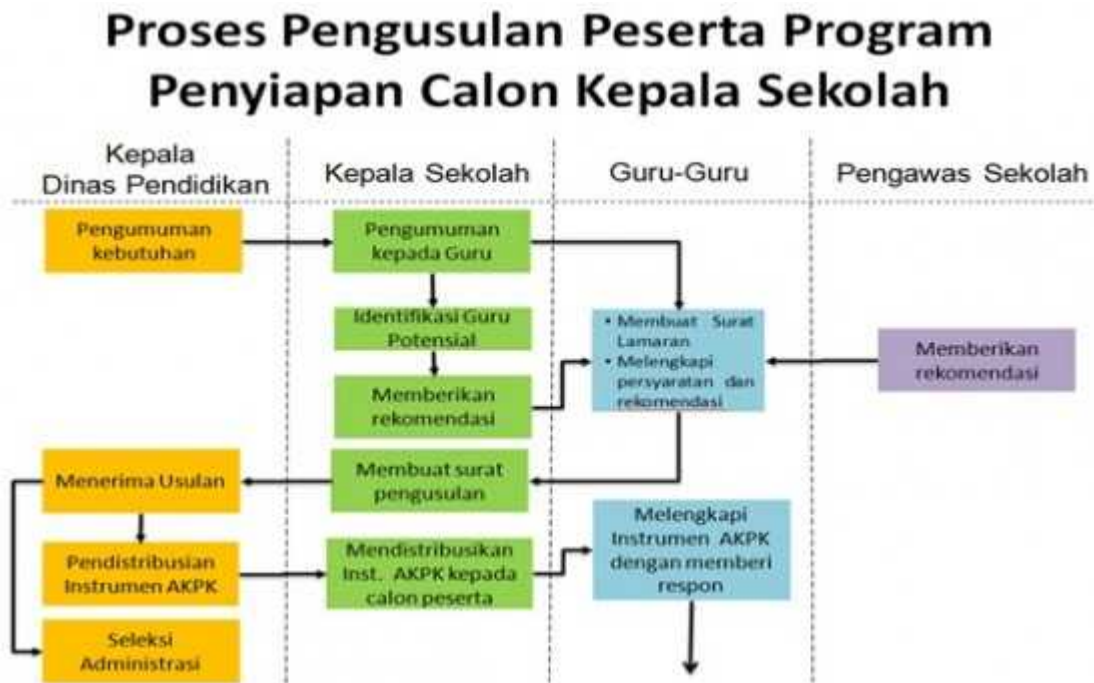 Proses Pengusulan Peserta Program
Penyiapan Calon Kepala Sekolah
Kepala
Dinas Pendidikan
Kepala Sekolah
Guru-Guru
Pengawas Sekolah
Pengumuman
kebutuhan
Pengumuman
kepada Guru
Identifikasi Guru
Potensial
• Membuat Surat
Lamaran
• Melengkapi
persyaratan dan
rekomendasi
Memberikan
rekomendasi
Memberikan
rekomendasi
Menerima Usulan
Membuat surat
pengusulan
Melengkapi
Instrumen AKPK
dengan memberi
respon
Pendistribusian
Instrumen AKPK
Mendistribusikan
Inst. AKPK kepada
calon peserta
Seleksi
Administrasi